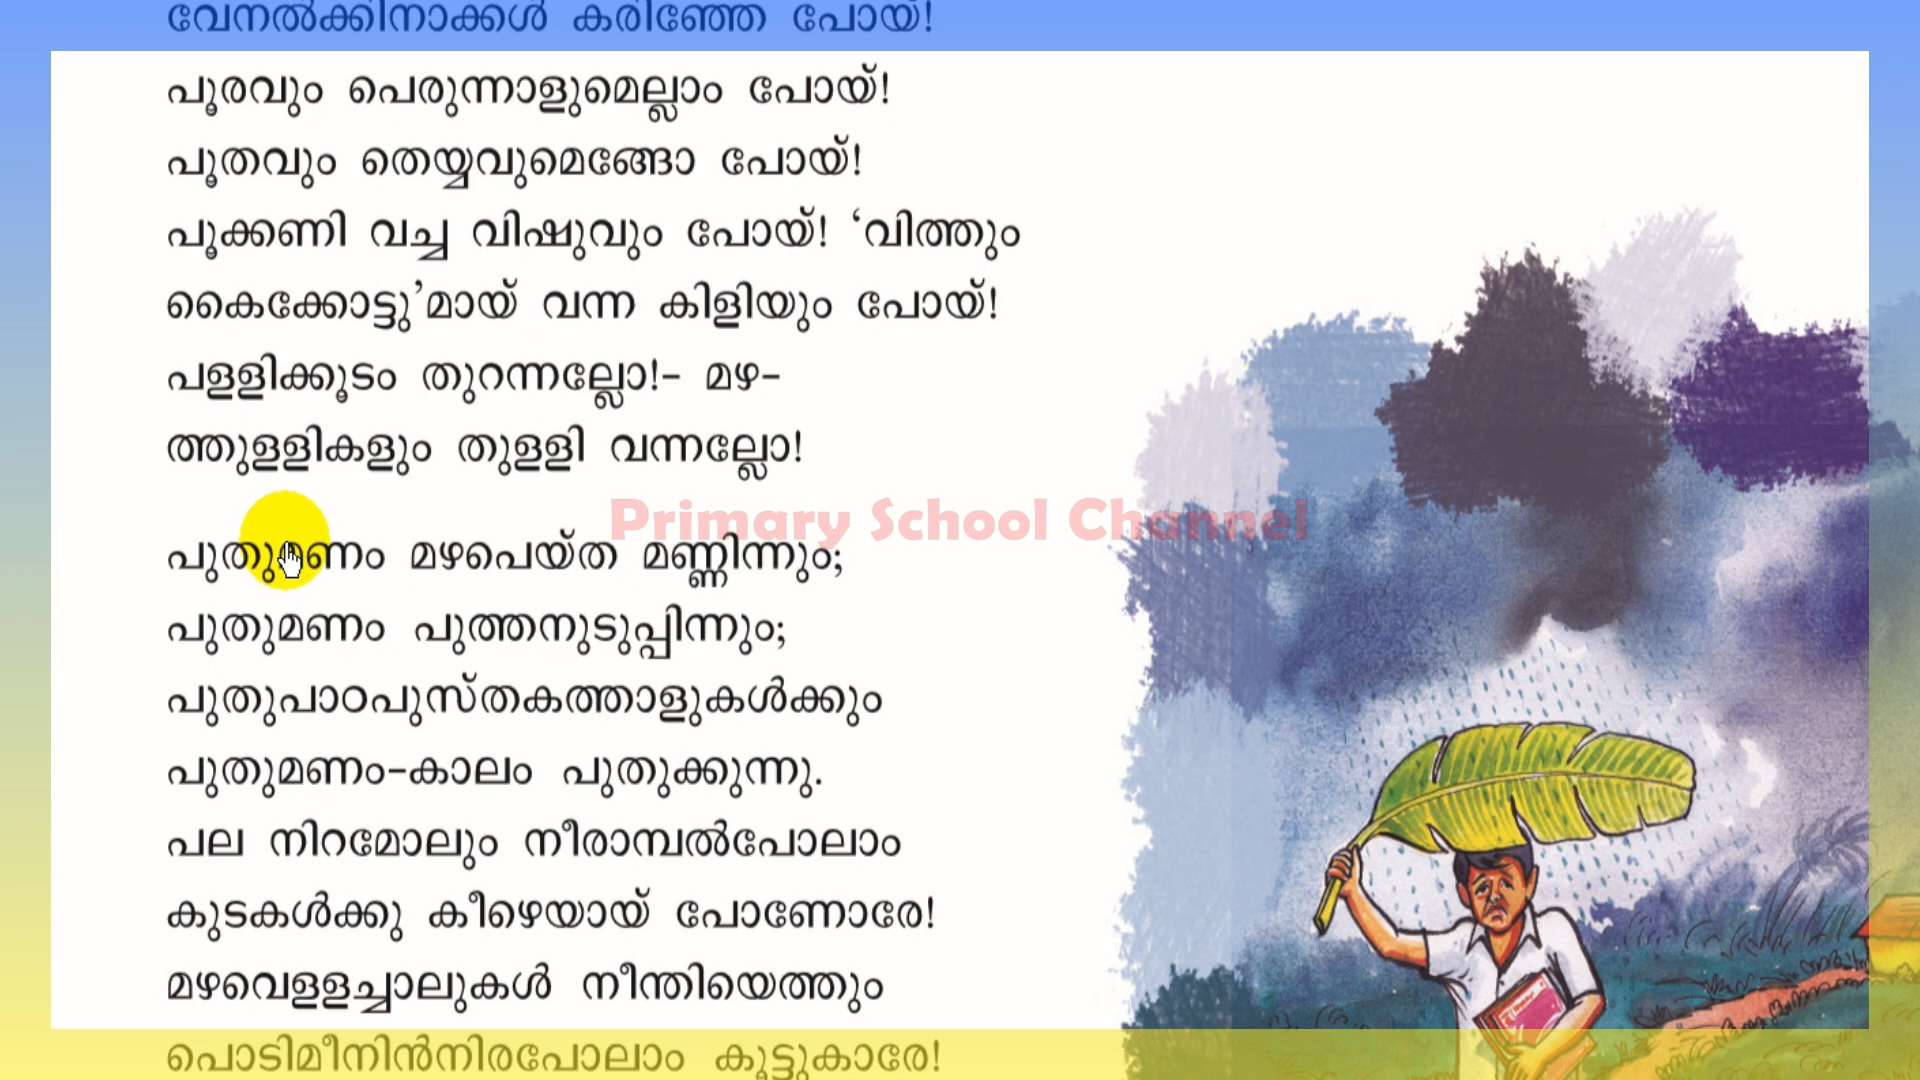 വേനൽക്കിനാക്കൾ കരിഞ്ഞേ പോയ്!
പൂരവും പെരുന്നാളുമെല്ലാം പോയ്!
പൂതവും തെയ്യവുമെങ്ങോ പോയ്!
പൂക്കണി വച്ച വിഷുവും പോയ്! ‘വിത്തും
കൈക്കോട്ടു’മായ് വന്ന കിളിയും പോയ്!
പള്ളിക്കൂടം തുറന്നല്ലോ!- മഴ-
ത്തുള്ളികളും തുള്ളി വന്നല്ലോ!
Primary School Channel
പുതുമണം മഴപെയ്ത മണ്ണിന്നും;
പുതുമണം പുത്തനുടുപ്പിന്നും;
പുതുപാഠപുസ്തകത്താളുകൾക്കും
പുതുമണം-കാലം പുതുക്കുന്നു.
പല നിറമോലും നീരാമ്പൽപോലാം
കുടകൾക്കു കീഴെയായ് പോണോരേ!
മഴവെള്ളച്ചാലുകൾ നീന്തിയെത്തും
പൊടിമീനിൻനിരപോലാം കൂട്ടുകാരേ!